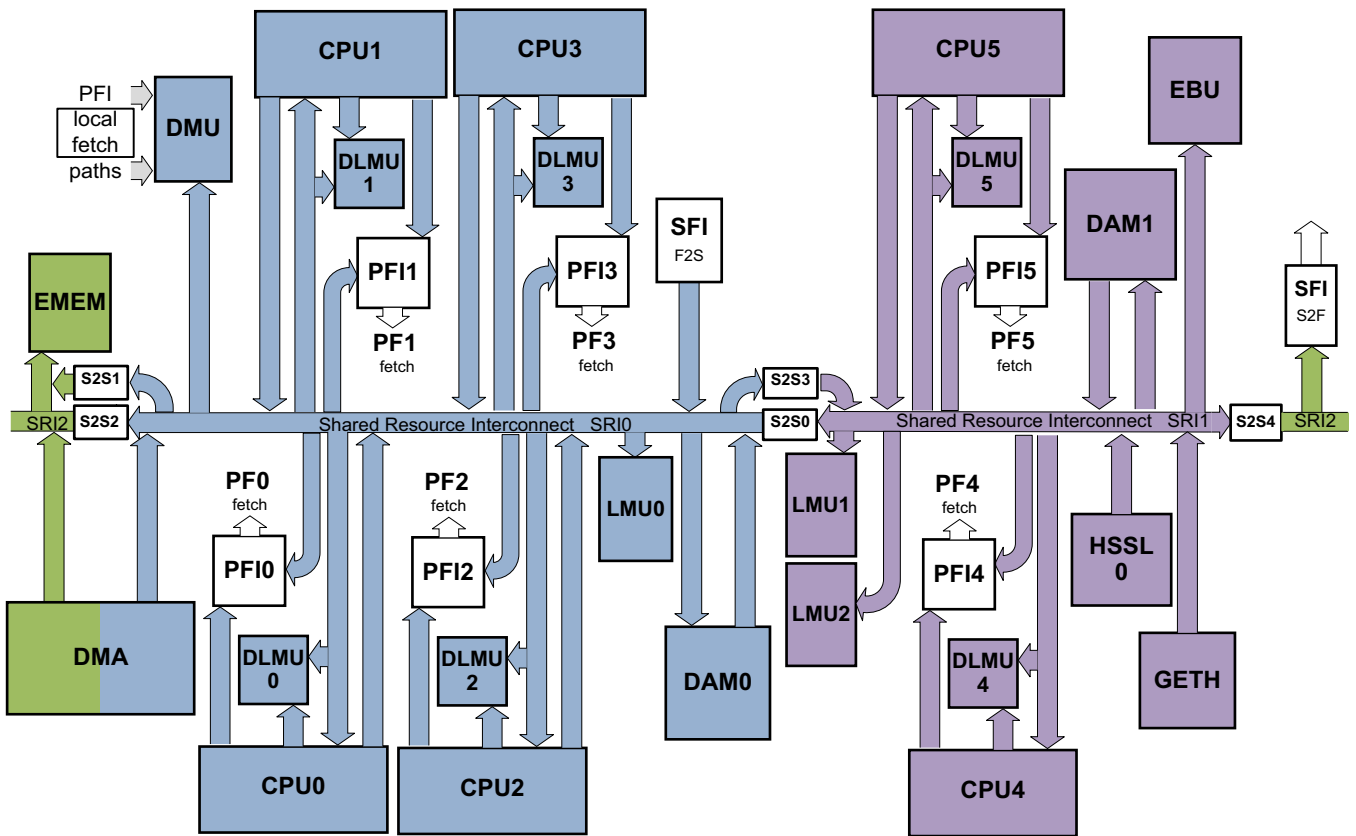 CPU1
CPU3
CPU5
EBU
PFI
local
fetch
paths
DMU
DLMU
1
DLMU
3
DLMU
5
DAM1
SFI
F2S
PFI1
PFI3
PFI5
SFI
S2F
EMEM
PF1
fetch
PF3
fetch
PF5
fetch
S2S1
S2S3
SRI2
S2S2
Shared Resource Interconnect SRI0
S2S0
Shared Resource Interconnect SRI1
S2S4
SRI2
PF0
fetch
PF2
fetch
LMU0
LMU1
PF4
fetch
HSSL
0
PFI0
PFI2
PFI4
LMU2
DMA
DLMU
0
DLMU
2
DAM0
DLMU
4
GETH
CPU0
CPU2
CPU4